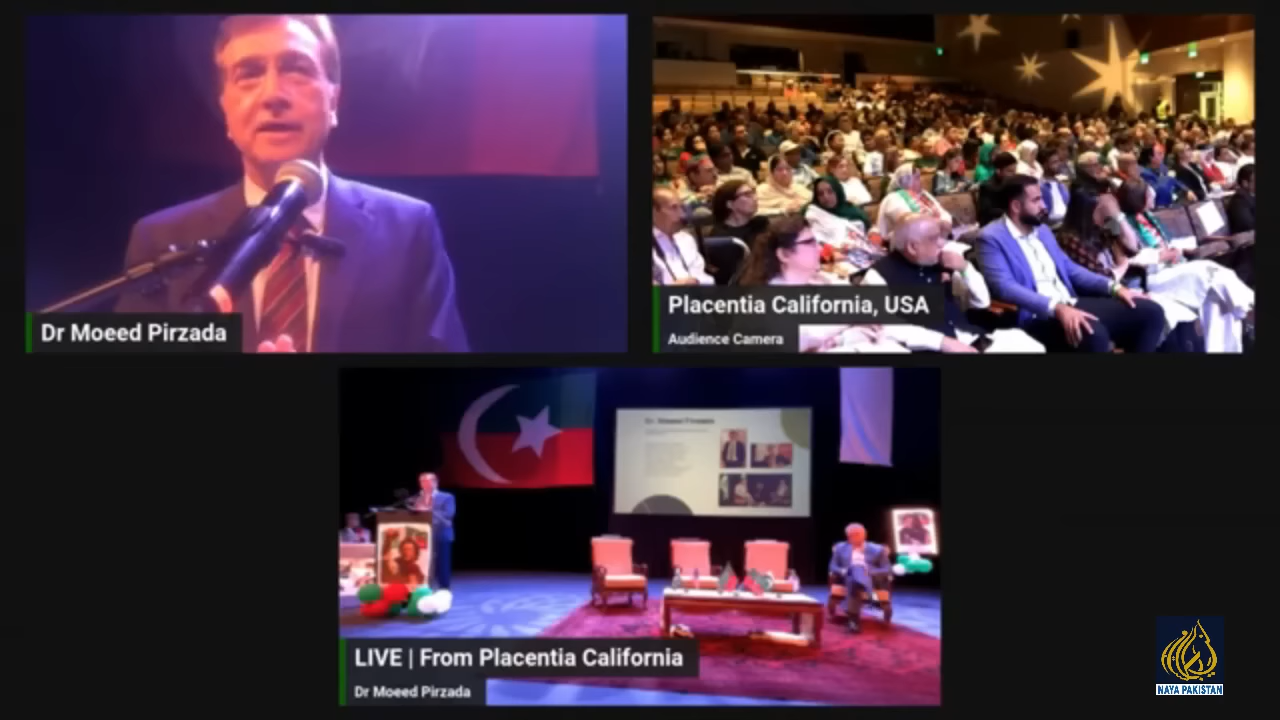 Dr Moeed Pirzada
Placentia California, USA
Audience Camera
LIVE | From Placentia California
Dr Moeed Pirzada
NAYA PAKISTAN